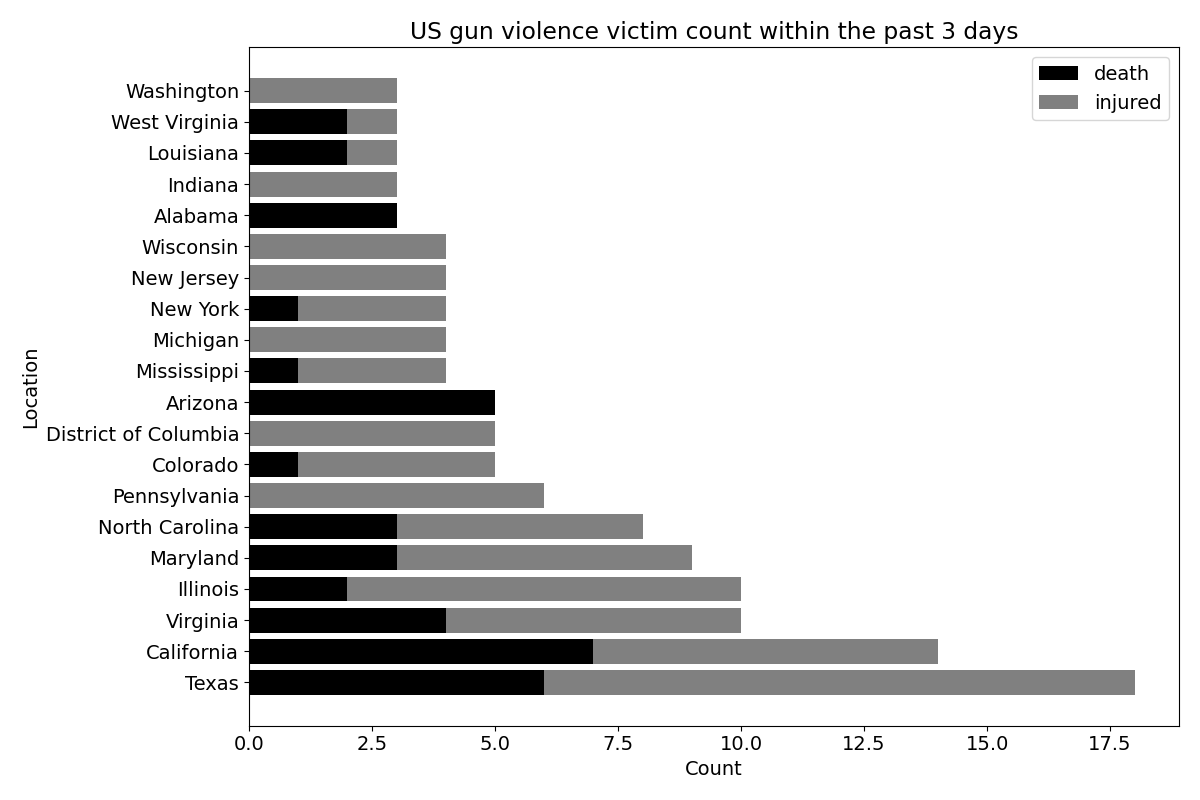 US gun violence victim count within the past 3 days
death
injured
Washington
West Virginia
Louisiana
Indiana
Alabama
Wisconsin
New Jersey
New York
Michigan
Mississippi
Arizona
District of Columbia
Colorado
Pennsylvania
North Carolina
Maryland
Illinois
Virginia
California
Texas
Location
0.0 2.5 5.0 7.5 10.0 12.5 15.0 17.5
Count